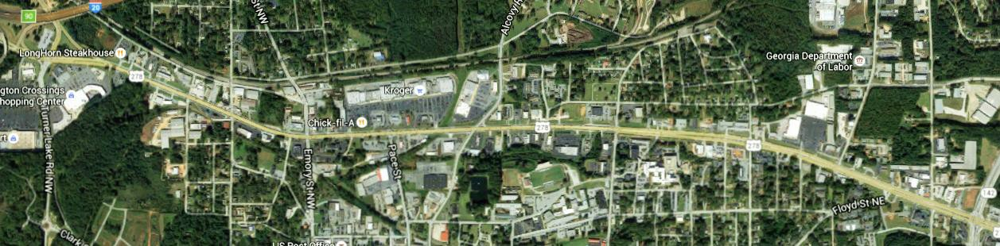 90
20
St NW
Alcovy R
LongHorn Steakhouse
278
gton Crossings
hopping Center
rt
Turner Lake Rd NW
Clark
Kroger
Chick-fil-A
Emory St NW
Pace St
US Post Office
278
Georgia Department
of Labor
278
Floyd St NE
142